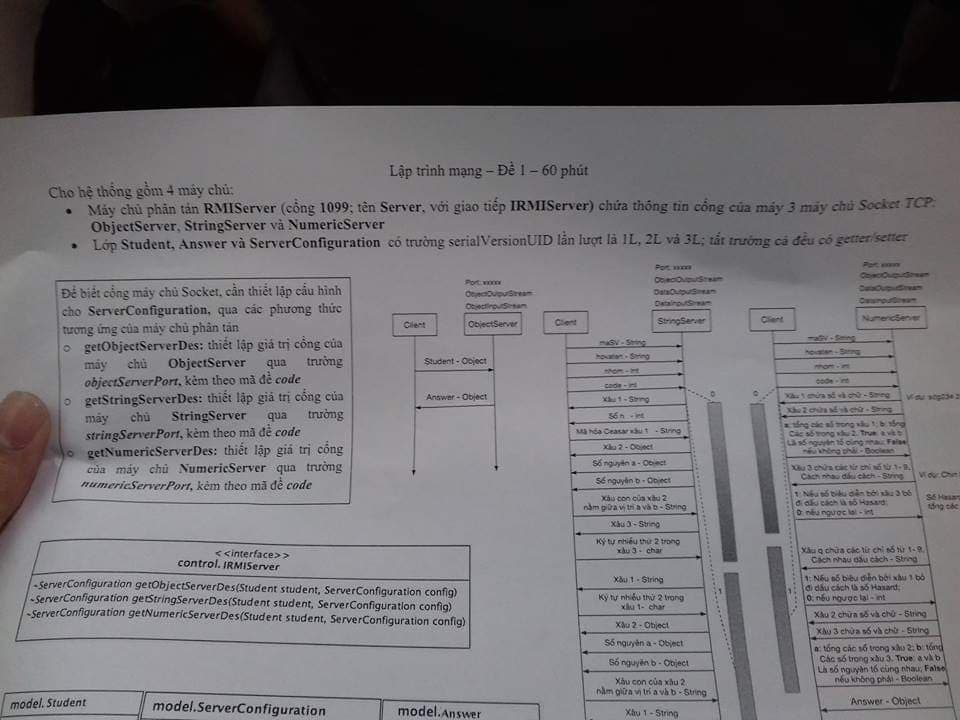 Lập trình mạng – Đề 1 – 60 phút
Cho hệ thống gồm 4 máy chủ:
• Máy chủ phân tán RMIServer (cổng 1099; tên Server, với giao tiếp IRMIServer) chứa thông tin cổng của máy 3 máy chủ Socket TCP:
ObjectServer, StringServer và NumericServer
• Lớp Student, Answer và ServerConfiguration có trường serialVersionUID lần lượt là 1L, 2L và 3L; tất trường cả đều có getter/setter
Để biết cổng máy chủ Socket, cần thiết lập cấu hình
cho ServerConfiguration, qua các phương thức
tương ứng của máy chủ phân tán
o getObjectServerDes: thiết lập giá trị cổng của
máy chủ ObjectServer qua trường
objectServerPort, kèm theo mã đề code
o getStringServerDes: thiết lập giá trị cổng của
máy chủ StringServer qua trường
stringServerPort, kèm theo mã đề code
o getNumericServerDes: thiết lập giá trị cổng
của máy chủ NumericServer qua trường
numericServerPort, kèm theo mã đề code
<<interface>>
control.IRMIServer
~ServerConfiguration getObjectServerDes(Student student, ServerConfiguration config)
~ServerConfiguration getStringServerDes(Student student, ServerConfiguration config)
~ServerConfiguration getNumericServerDes(Student student, ServerConfiguration config)
model.Student
model.ServerConfiguration
model.Answer
Port: xxxxx
ObjectOutputStream
ObjectInputStream
Client
ObjectServer
Student - Object
Answer - Object
Port: xxxxx
ObjectOutputStream
DataOutputStream
DataInputStream
Client
StringServer
maSV - String
hovaten - String
nhom - int
code - int
0
Xâu 1 - String
Số n - int
Mã hóa Ceasar xâu 1 - String
Xâu 2 - Object
Số nguyên a - Object
Số nguyên b - Object
Xâu con của xâu 2
nằm giữa vị trí a và b - String
Xâu 3 - String
Ký tự nhiều thứ 2 trong
xâu 3 - char
1
Xâu 1 - String
Ký tự nhiều thứ 2 trong
xâu 1- char
Xâu 2 - Object
Số nguyên a - Object
Số nguyên b - Object
Xâu con của xâu 2
nằm giữa vị trí a và b - String
Xâu 1 - String
Port: xxxxx
ObjectOutputStream
DataOutputStream
DataInputStream
Client
NumericServer
maSV - String
hovaten - String
nhom - int
code - int
0
Xâu 1 chứa số và chữ - String
Xâu 2 chứa số và chữ - String
a: tổng các số trong xâu 1; b: tổng
Các số trong xâu 2, True: a và b
Là số nguyên tố cùng nhau, False
nếu không phải - Boolean
Xâu 3 chứa các từ chỉ số từ 1- 9,
Cách nhau dấu cách - String
1: Nếu số biểu diễn bởi xâu 3 bỏ
đi dấu cách là số Hasard;
0: nếu ngược lại - int
1
Xâu q chứa các từ chỉ số từ 1- 9,
Cách nhau dấu cách - String
1: Nếu số biểu diễn bởi xâu 1 bỏ
đi dấu cách là số Hasard;
0: nếu ngược lại - int
Xâu 2 chứa số và chữ - String
Xâu 3 chứa số và chữ - String
a: tổng các số trong xâu 2; b: tổng
Các số trong xâu 3, True: a và b
Là số nguyên tố cùng nhau, False
nếu không phải - Boolean
Answer - Object
Ví dụ:
Ví dụ: Chín
Số Hasard
tổng các